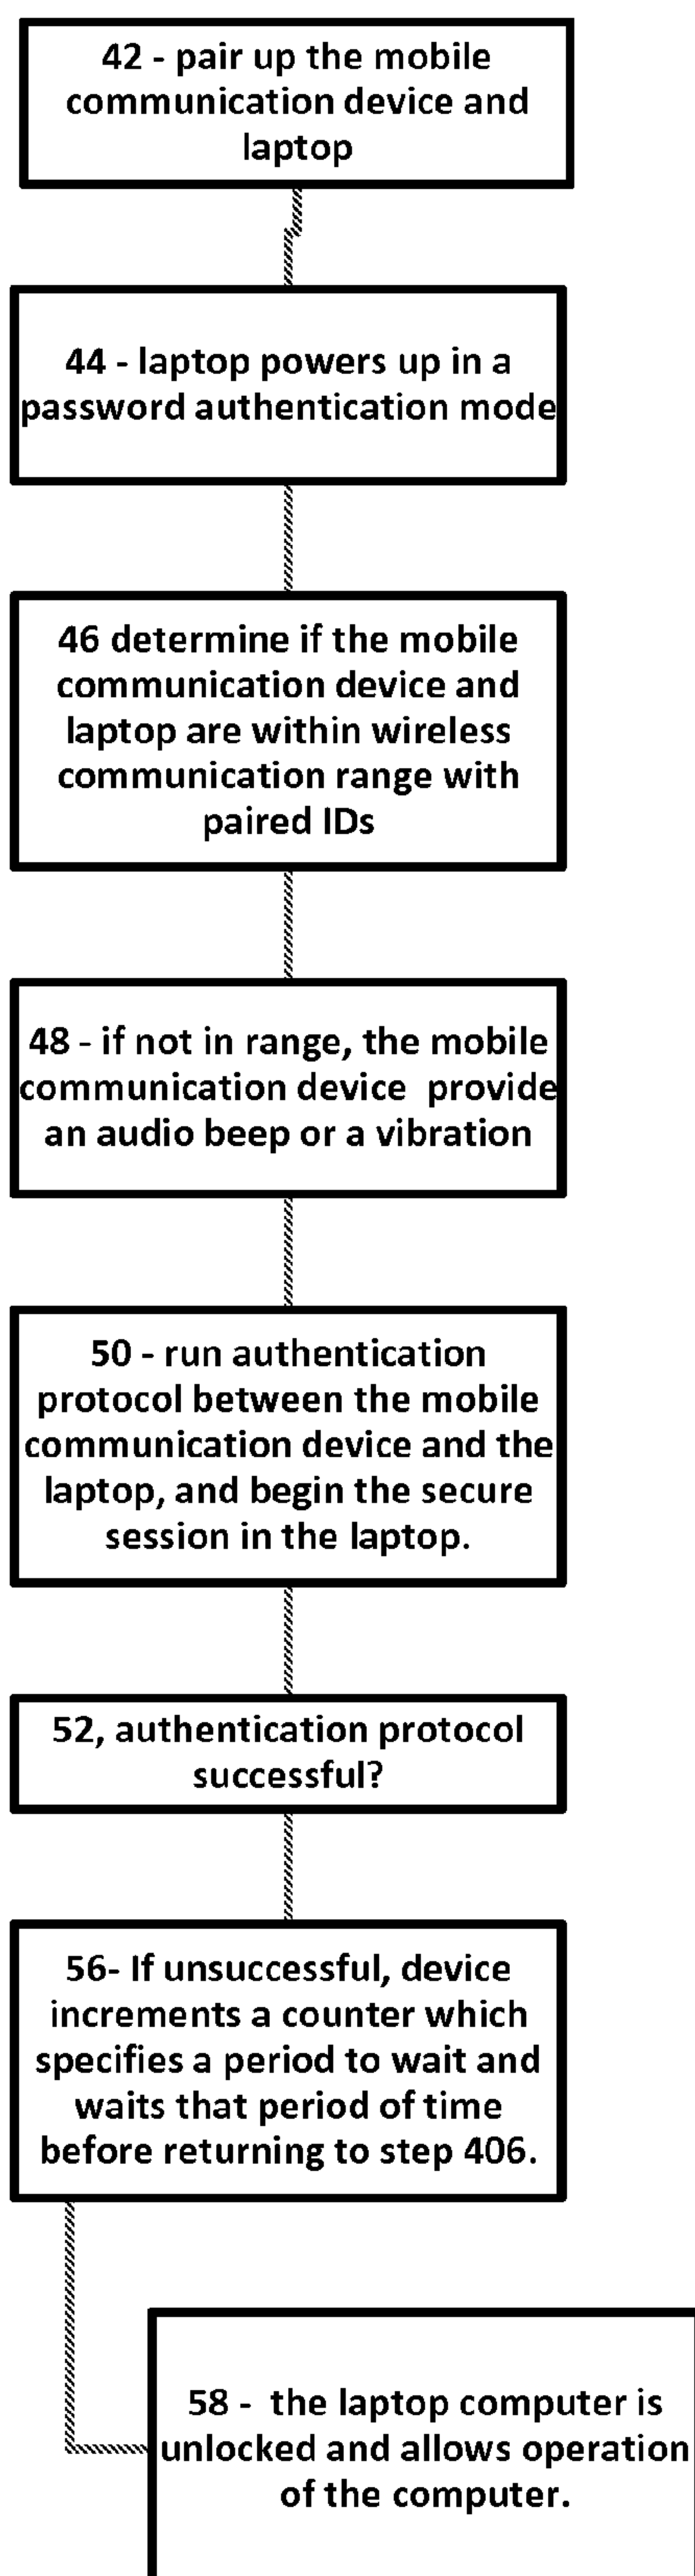 42 - pair up the mobile
communication device and
laptop
44 - laptop powers up in a
password authentication mode
46 determine if the mobile
communication device and
laptop are within wireless
communication range with
paired IDs
48 - if not in range, the mobile
communication device  provide
an audio beep or a vibration
50 - run authentication
protocol between the mobile
communication device and the
laptop, and begin the secure
session in the laptop.
52, authentication protocol
successful?
56- If unsuccessful, device
increments a counter which
specifies a period to wait and
waits that period of time
before returning to step 406.
58 -  the laptop computer is
unlocked and allows operation
of the computer.